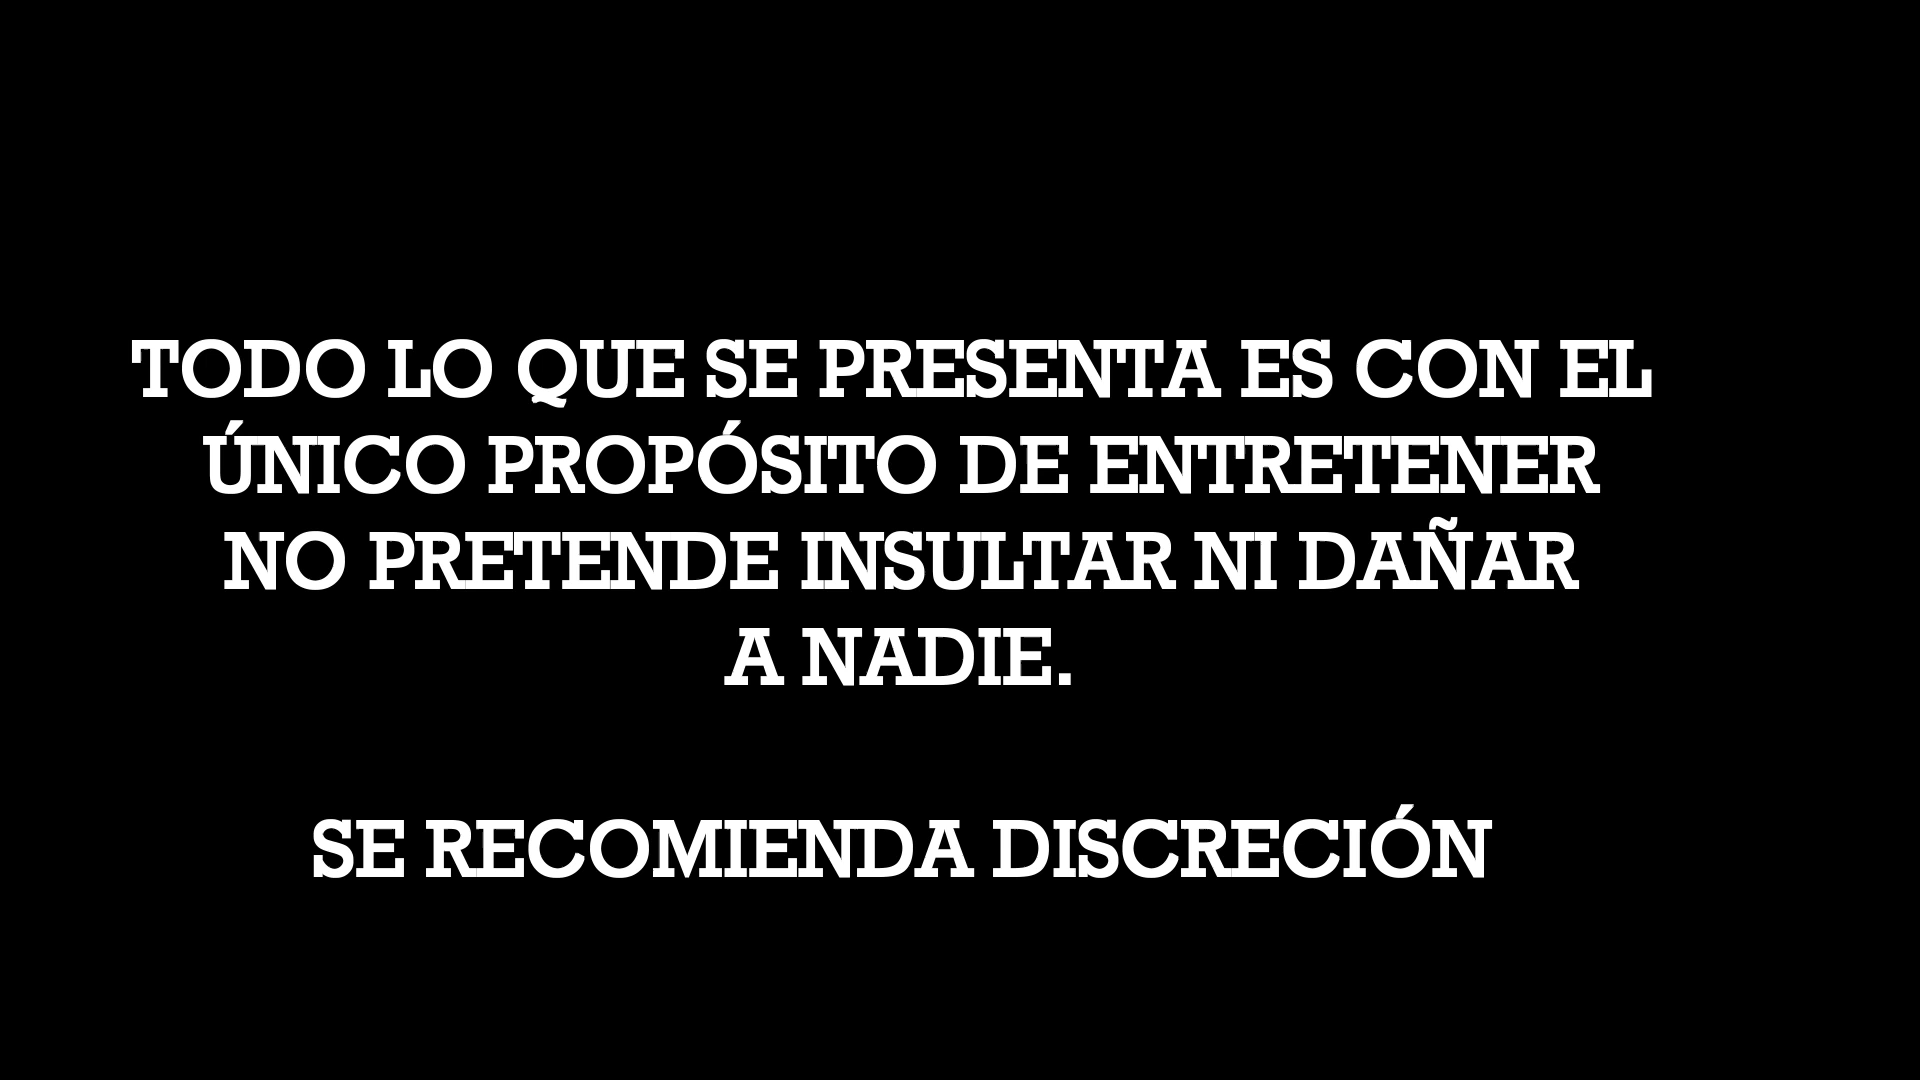 TODO LO QUE SE PRESENTA ES CON EL
ÚNICO PROPÓSITO DE ENTRETENER
NO PRETENDE INSULTAR NI DAÑAR
A NADIE.
SE RECOMIENDA DISCRECIÓN